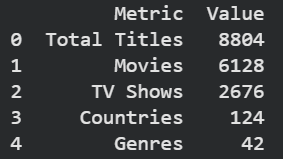 Metric Value
0 Total Titles 8804
1 Movies 6128
2 TV Shows 2676
3 Countries 124
4 Genres 42